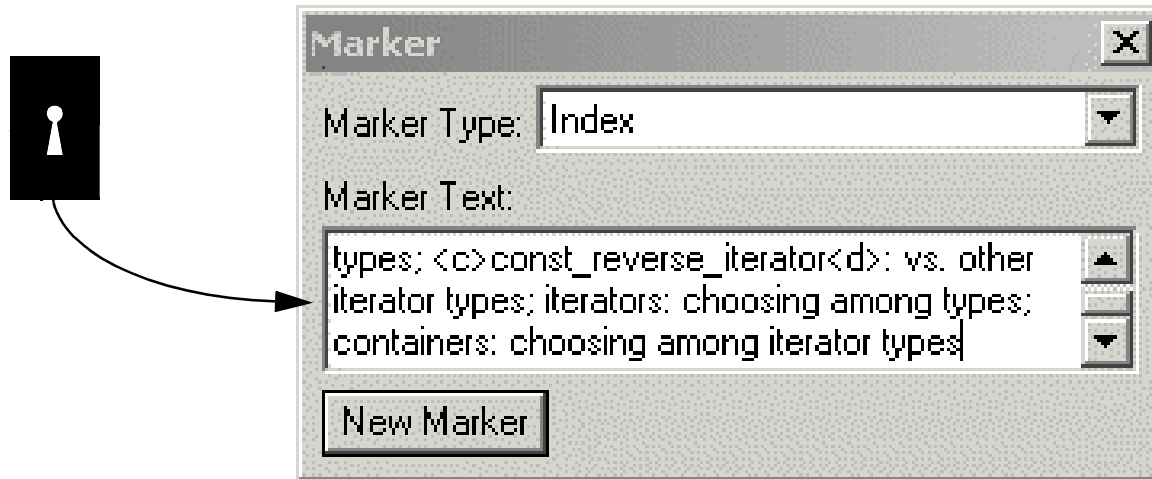 Marker
Marker Type: Index
Marker Text:
types; <c>const_reverse_iterator<d>: vs. other
iterator types; iterators: choosing among types;
containers: choosing among iterator types
New Marker